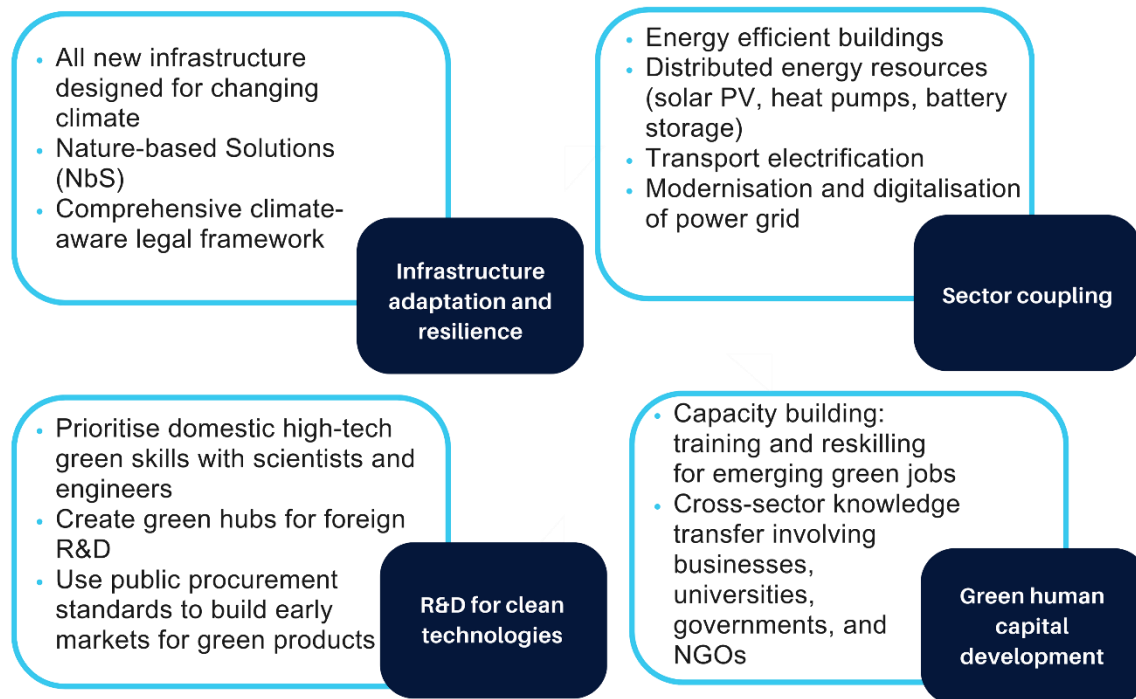 • All new infrastructure
designed for changing
climate
• Nature-based Solutions
(NbS)
• Comprehensive climate-
aware legal framework
Infrastructure
adaptation and
resilience
• Energy efficient buildings
• Distributed energy resources
(solar PV, heat pumps, battery
storage)
• Transport electrification
• Modernisation and digitalisation
of power grid
Sector coupling
• Prioritise domestic high-tech
green skills with scientists and
engineers
• Create green hubs for foreign
R&D
• Use public procurement
standards to build early
markets for green products
R&D for clean
technologies
• Capacity building:
training and reskilling
for emerging green jobs
• Cross-sector knowledge
transfer involving
businesses,
universities,
governments, and
NGOs
Green human
capital
development